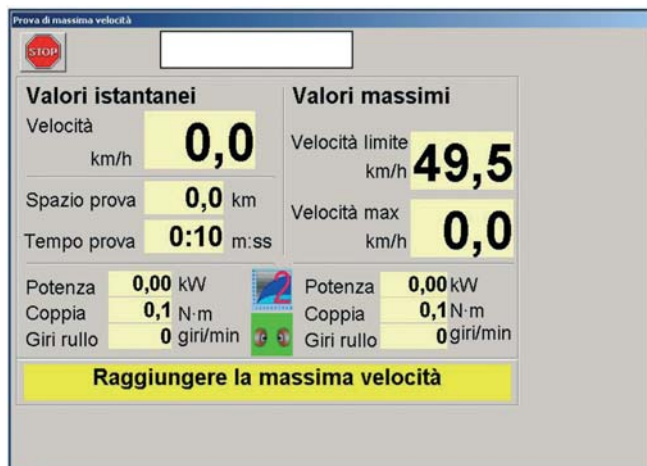 Prova di massima velocità
STOP
Valori istantanei
Velocità
km/h
0,0
Spazio prova 0,0 km
Tempo prova 0:10 m:ss
Valori massimi
Velocità limite
km/h
49,5
Velocità max
km/h
0,0
Potenza 0,00 kW
Coppia 0,1 N·m
Giri rullo 0 giri/min
2
Potenza 0,00 kW
Coppia 0,1 N·m
Giri rullo 0 giri/min
Raggiungere la massima velocità